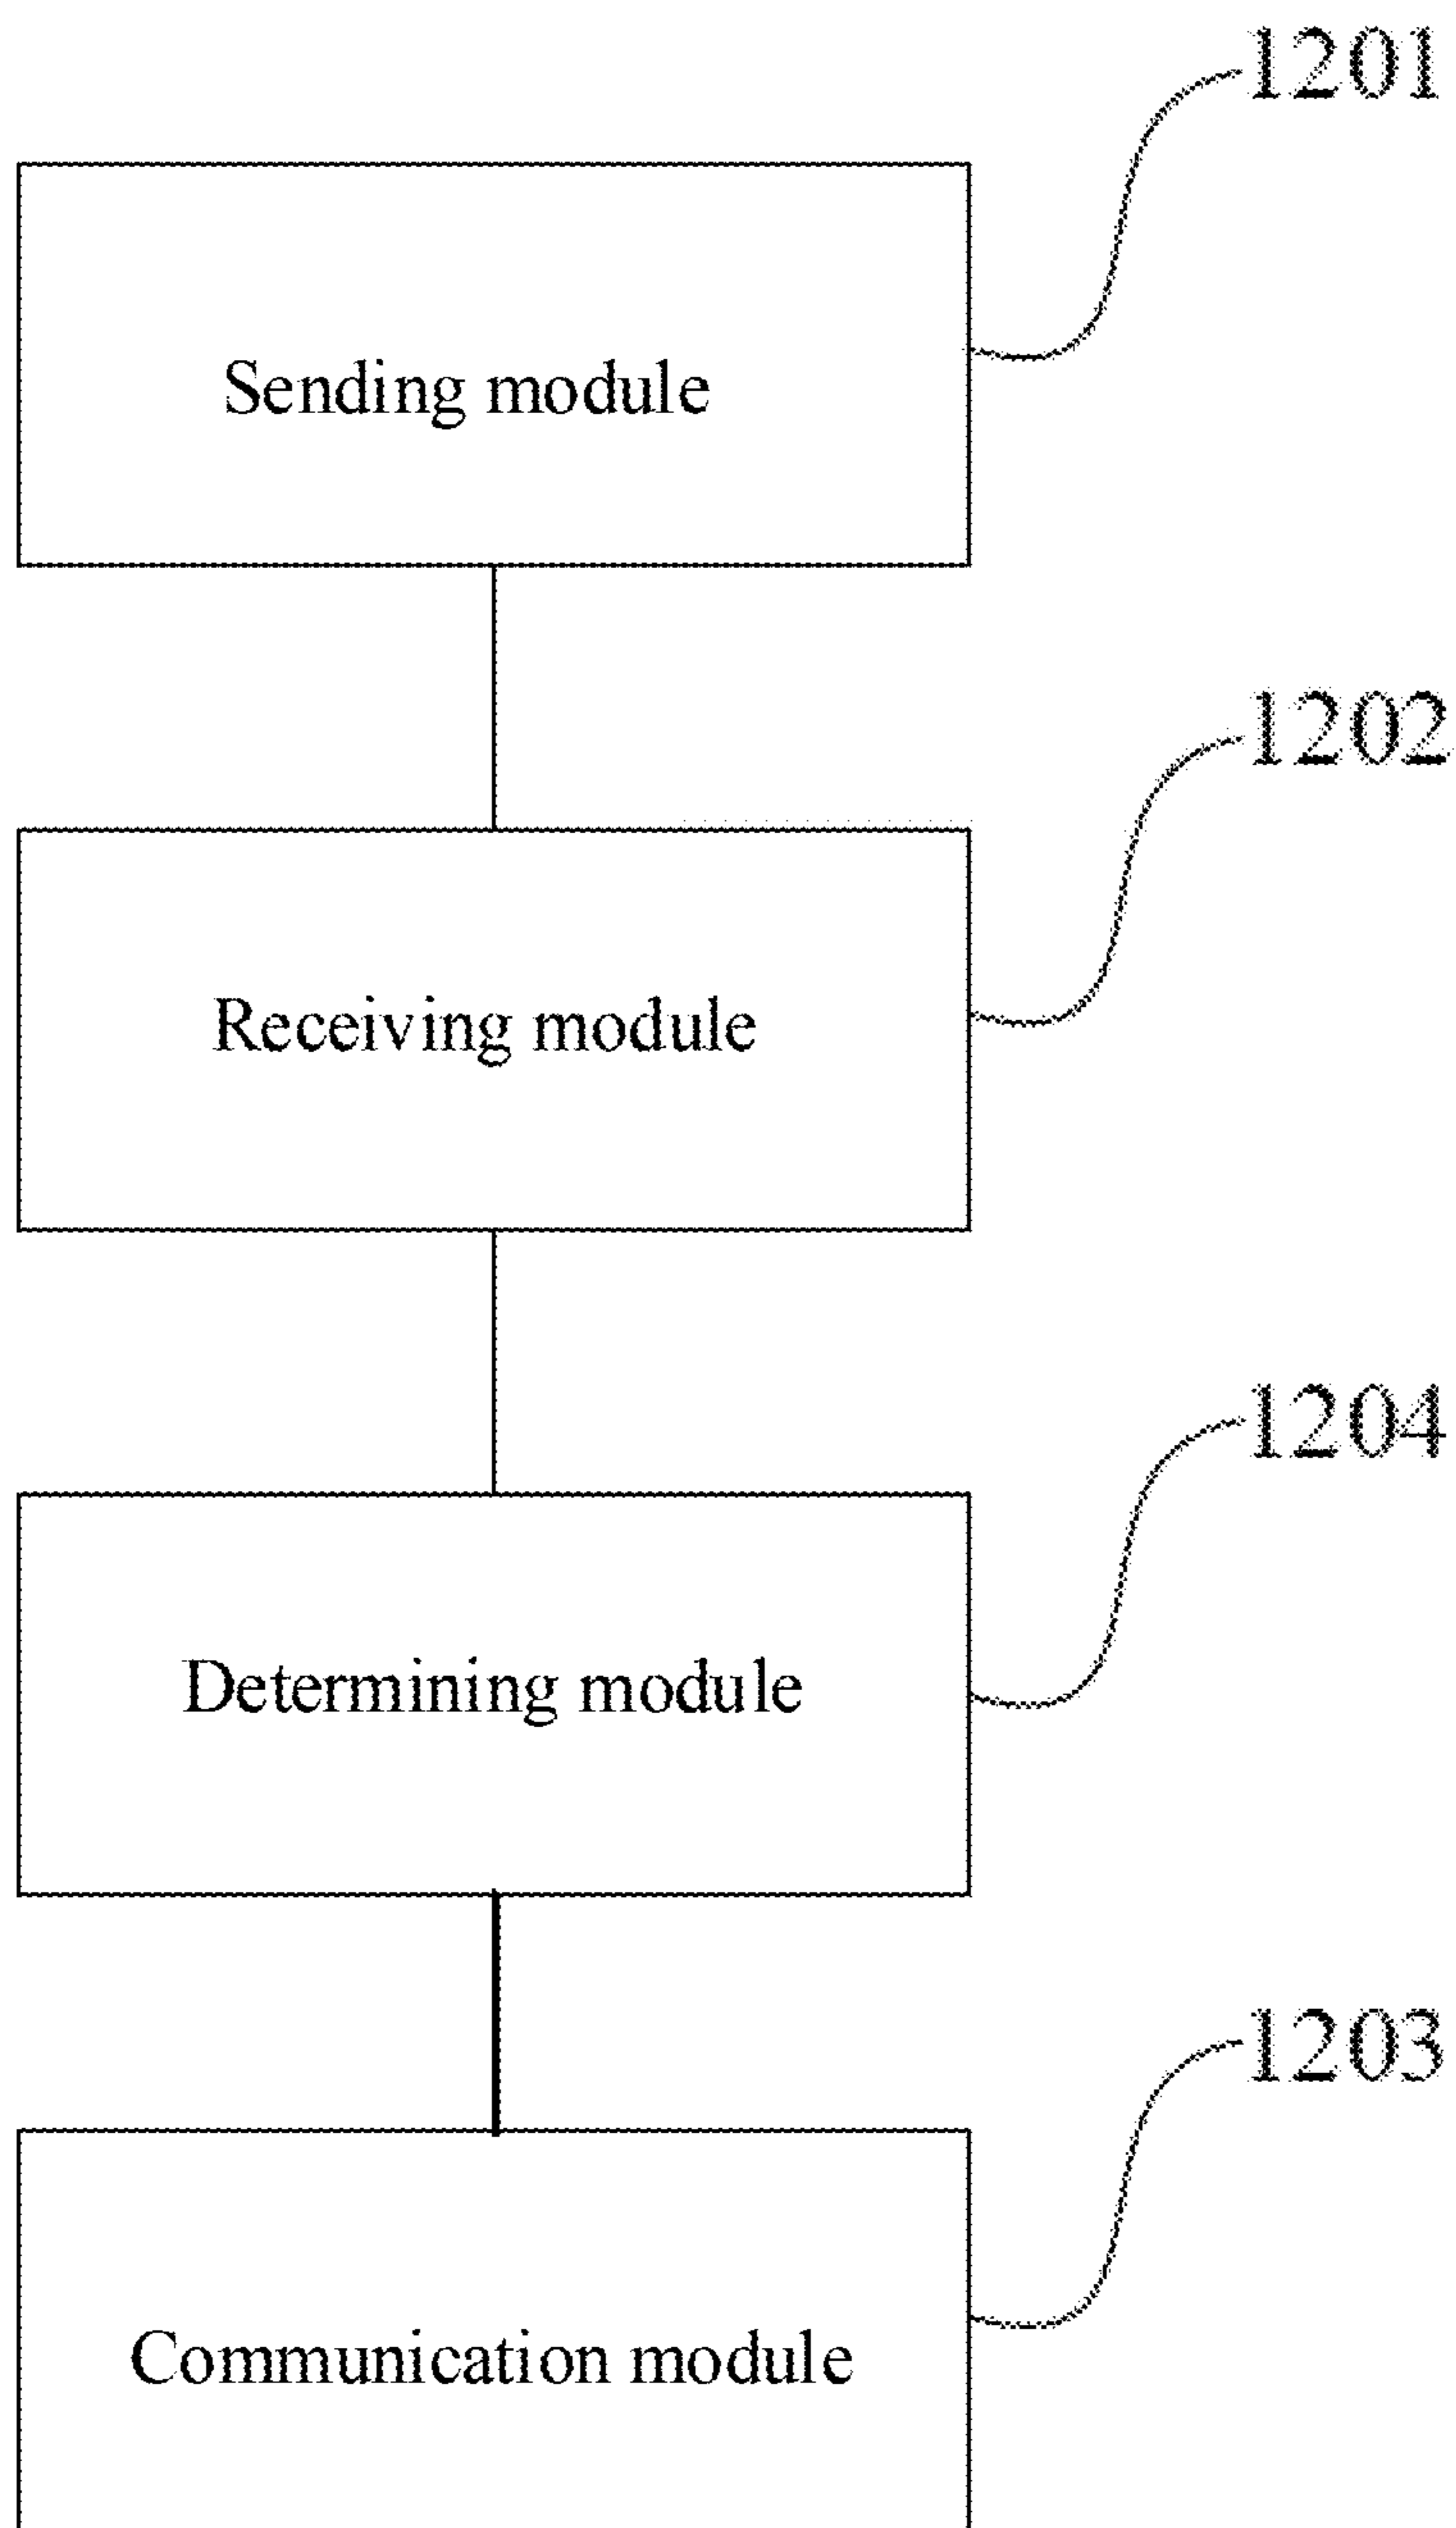 1201
Sending module
1202
Receiving module
1204
Determining module
1203
Communication module